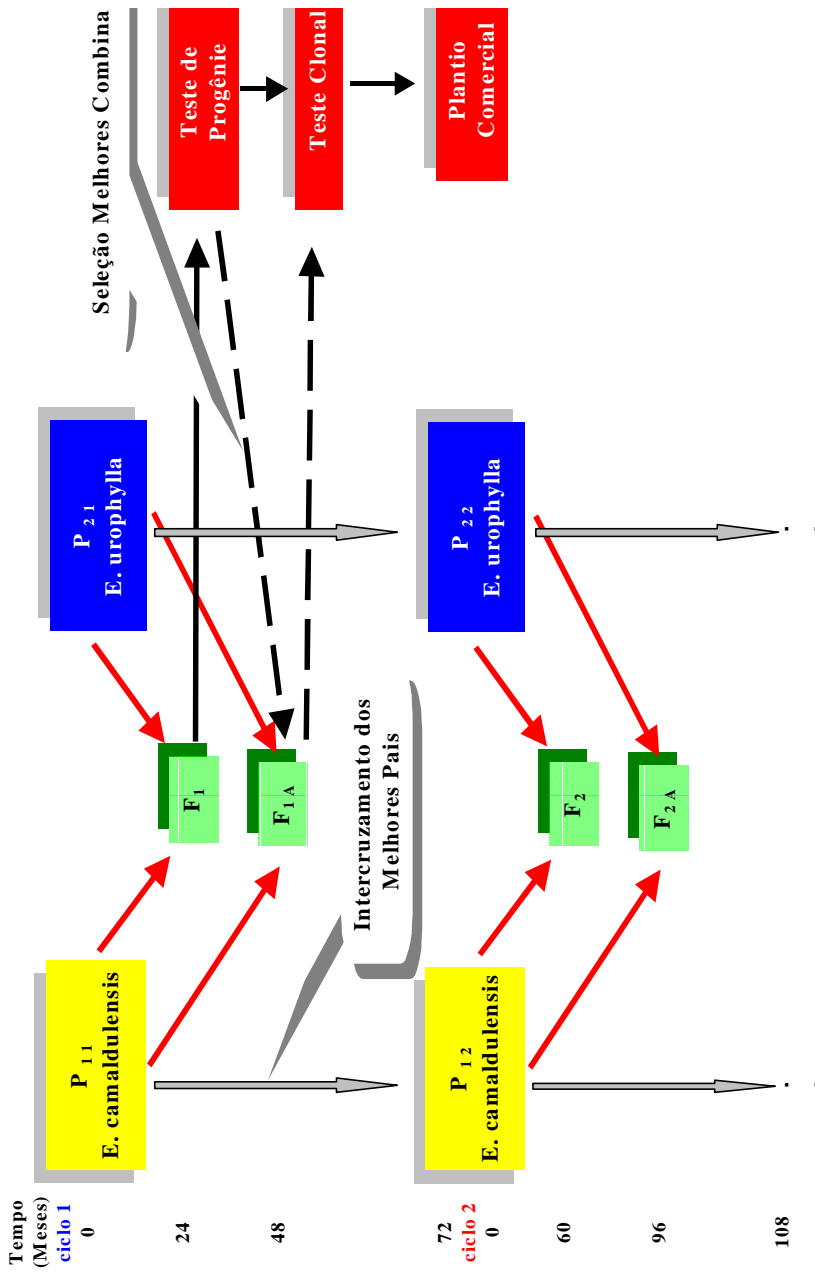 Tempo
(Meses)
ciclo 1
0
24
48
72
ciclo 2
0
60
96
108
P 1 1
E. camaldulensis
P 2 1
E. urophylla
Seleção Melhores Combina
F 1
F 1 A
Teste de
Progênie
Teste Clonal
Plantio
Comercial
Intercruzamento dos
Melhores Pais
P 1 2
E. camaldulensis
P 2 2
E. urophylla
F 2
F 2 A